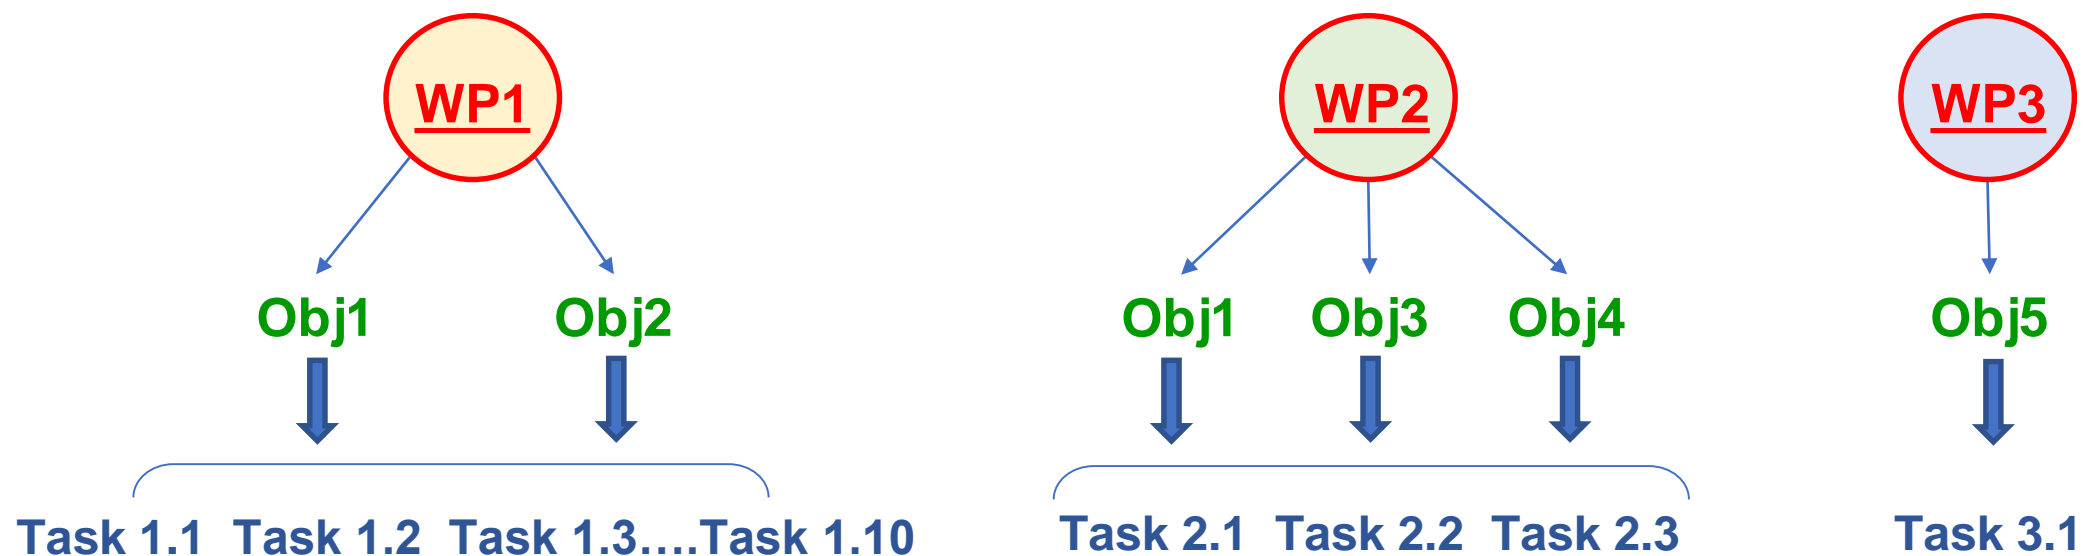 WP1 WP2 WP3
Obj1 Obj2 Obj1 Obj3 Obj4 Obj5
Task 1.1 Task 1.2 Task 1.3....Task 1.10 Task 2.1 Task 2.2 Task 2.3 Task 3.1